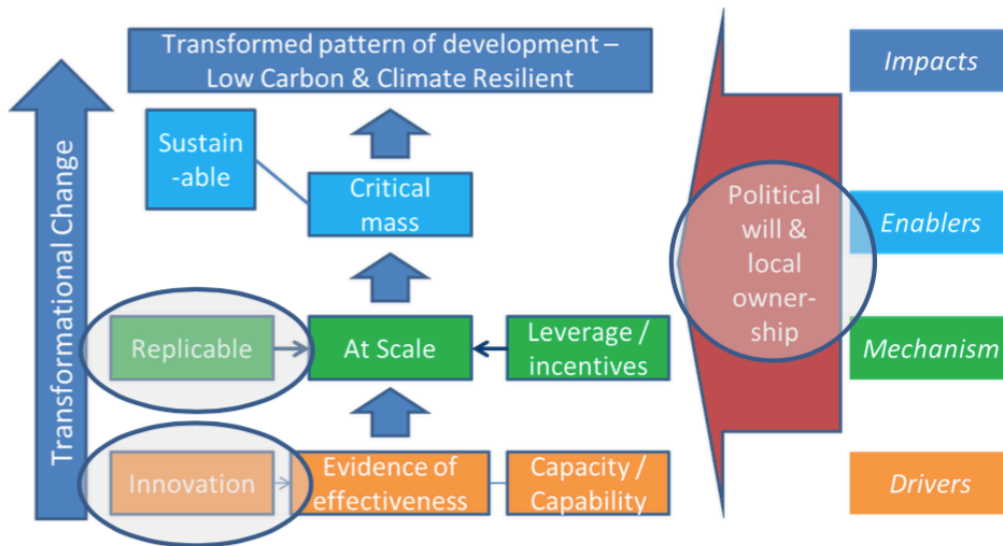 Transformed pattern of development –
Low Carbon & Climate Resilient
Impacts
Transformational Change
Sustain
-able
Critical
mass
Political
will &
local
owner-
ship
Enablers
Replicable
At Scale
Leverage /
incentives
Mechanism
Innovation
Evidence of
effectiveness
Capacity /
Capability
Drivers